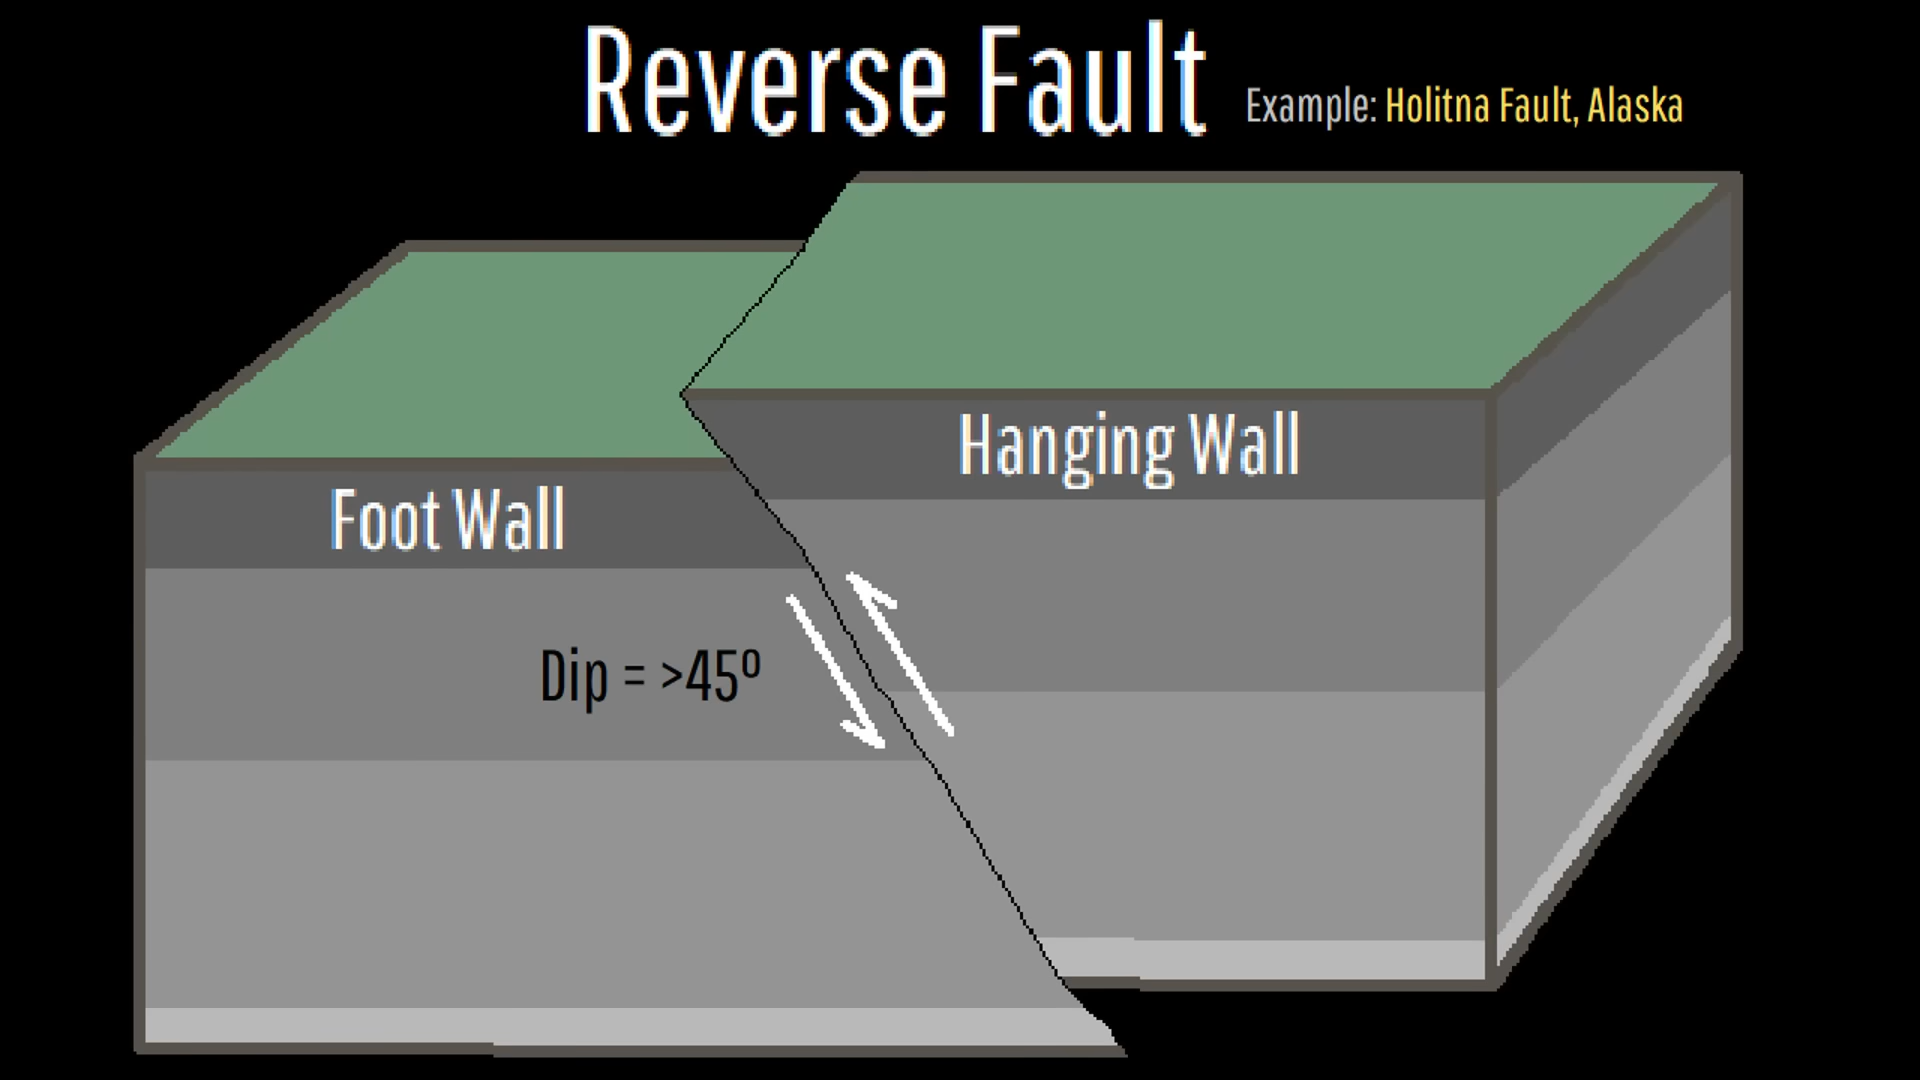 Reverse Fault
Example: Holitna Fault, Alaska
Hanging Wall
Foot Wall
Dip = >45º